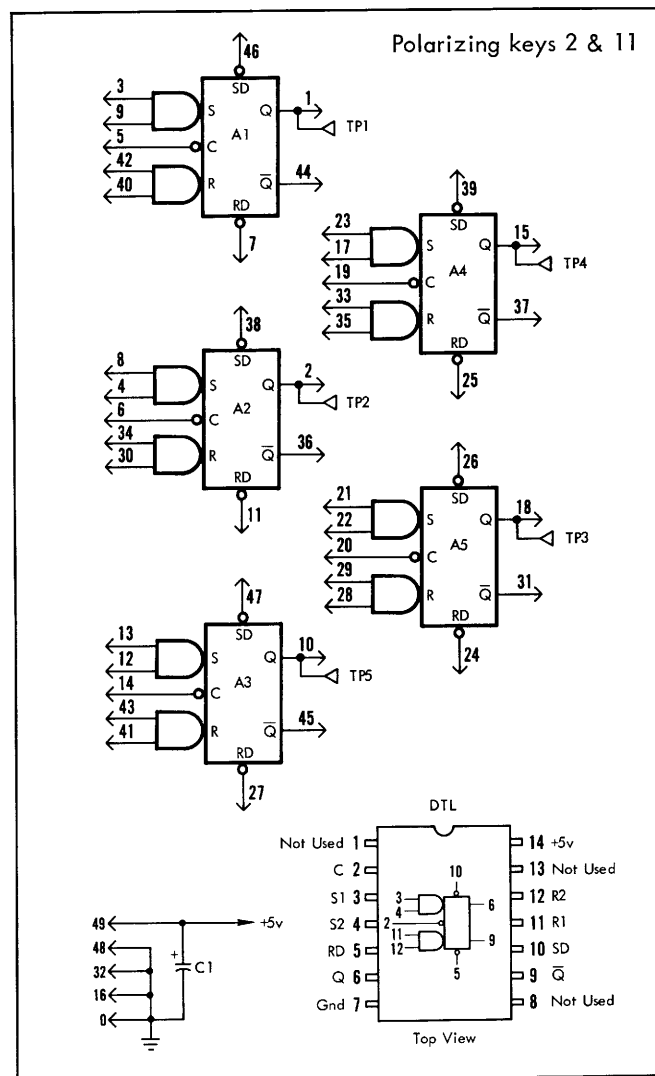 Polarizing keys 2 & 11
46
SD
3
9
S
Q
1
TP1
5
C
A1
42
40
R
Q̅
44
RD
7
39
SD
23
17
S
Q
15
TP4
19
C
A4
33
35
R
Q̅
37
RD
25
38
SD
8
4
S
Q
2
TP2
6
C
A2
34
30
R
Q̅
36
RD
11
26
SD
21
22
S
Q
18
TP3
20
C
A5
29
28
R
Q̅
31
RD
24
47
SD
13
12
S
Q
10
TP5
14
C
A3
43
41
R
Q̅
45
RD
27
DTL
Not Used 1
C 2
S1 3
S2 4
RD 5
Q 6
Gnd 7
14 +5v
13 Not Used
12 R2
11 R1
10 SD
9 Q̅
8 Not Used
10
3
4
6
2
11
12
9
5
Top View
49
+5v
48
32
16
0
+
C1